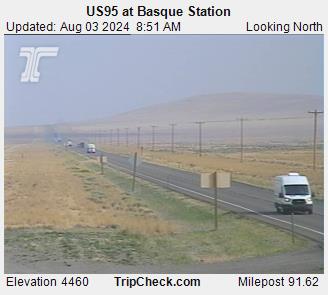 US95 at Basque Station
Updated: Aug 03 2024 8:51 AM Looking North
Elevation 4460 TripCheck.com Milepost 91.62